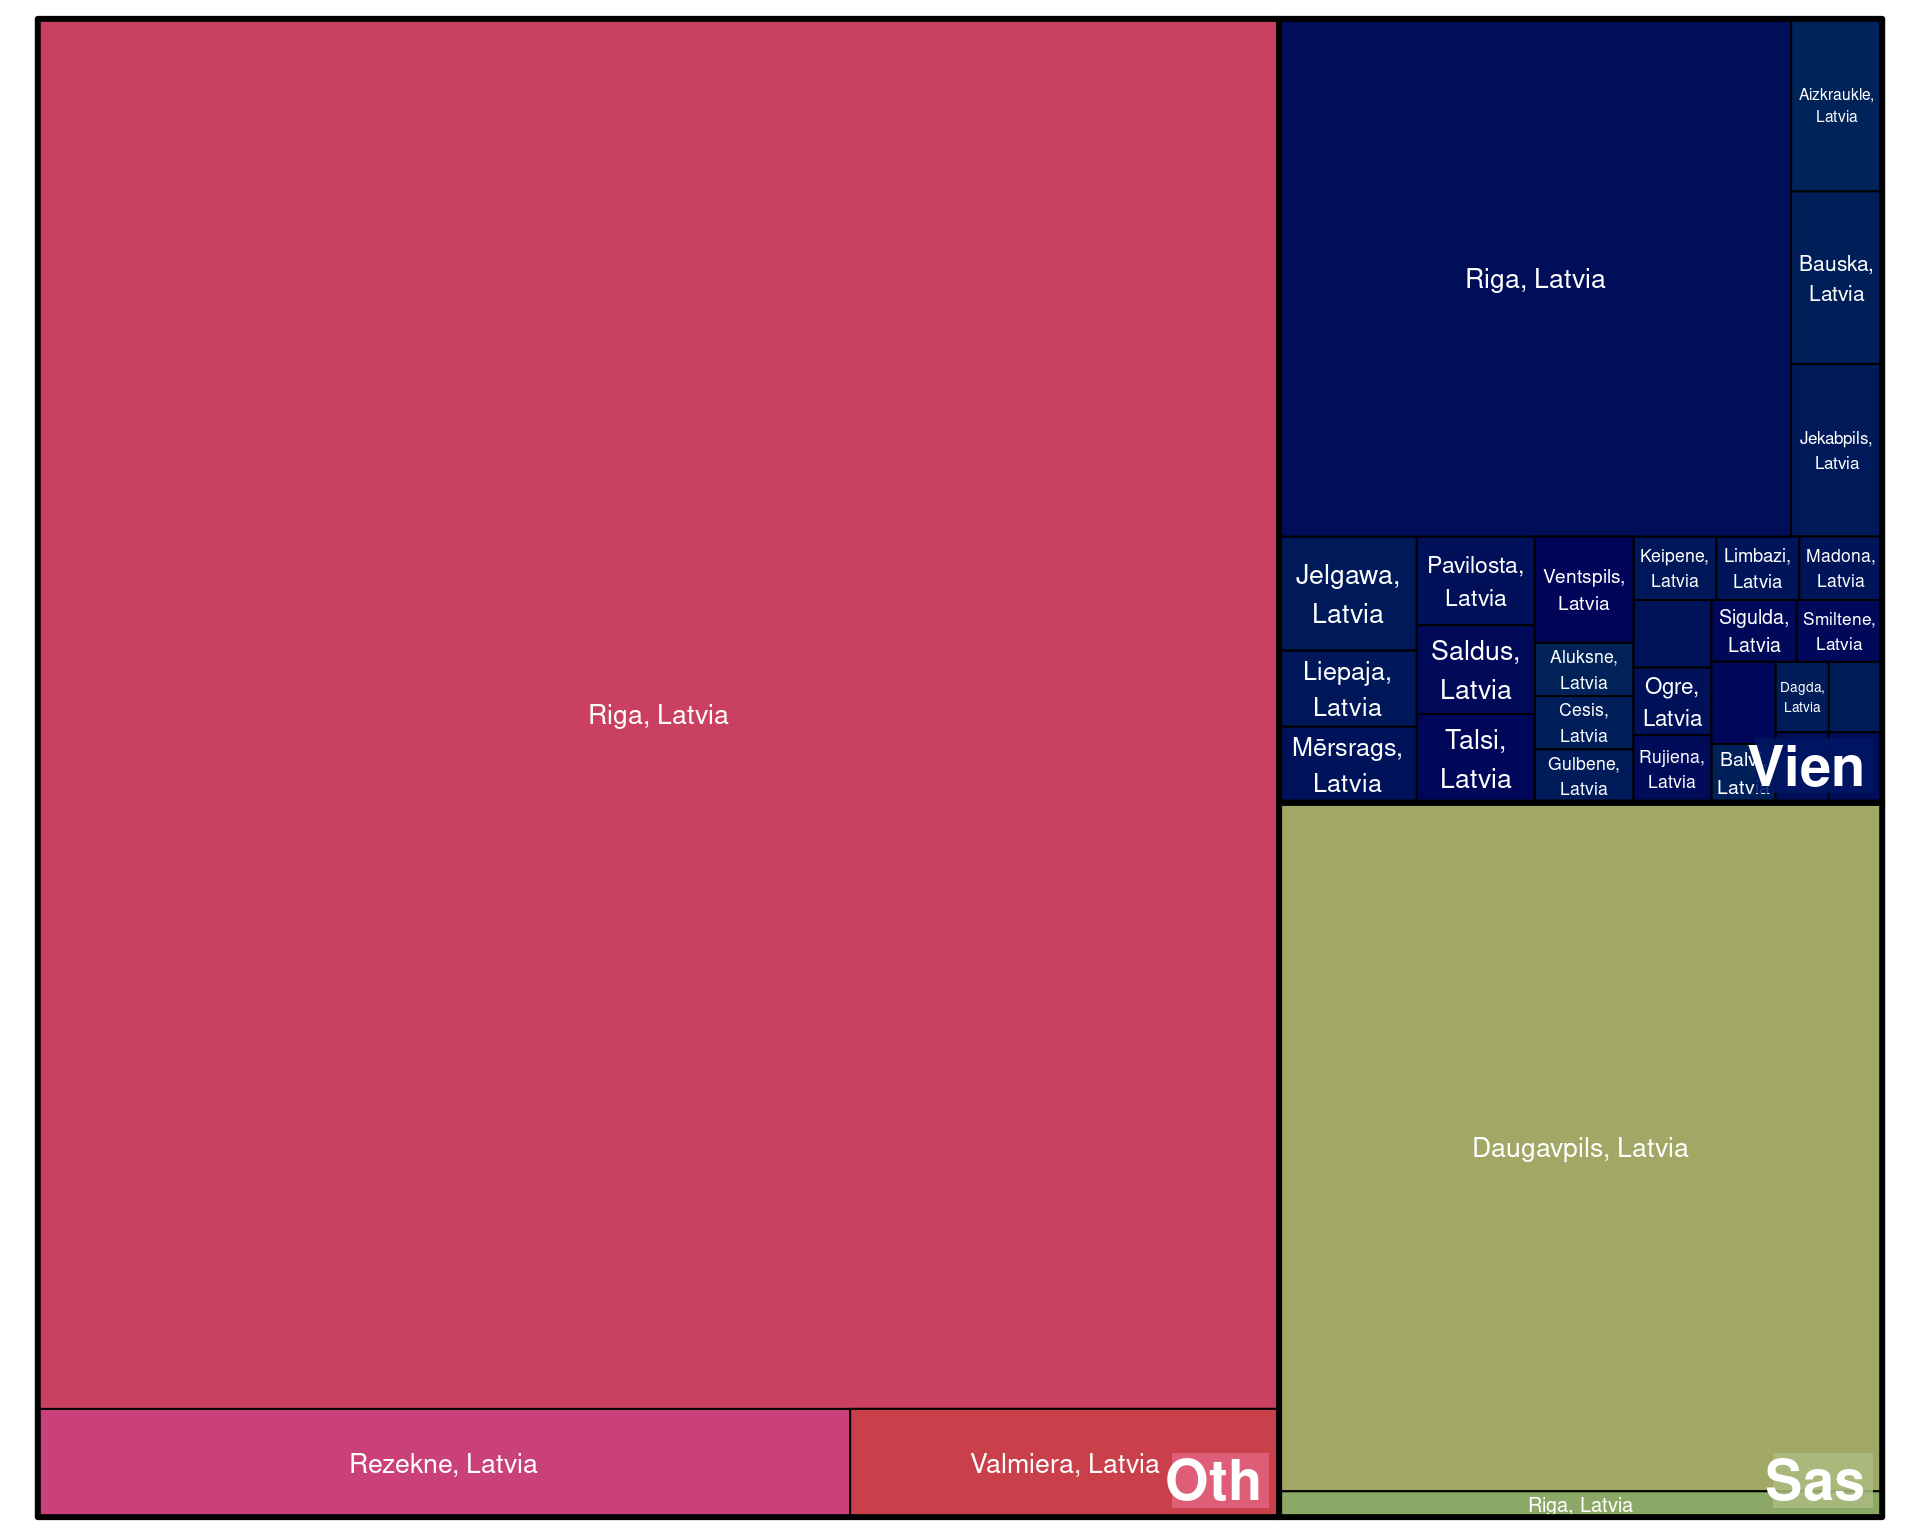 Riga, Latvia
Rezekne, Latvia
Valmiera, Latvia
Oth
Riga, Latvia
Aizkraukle,
Latvia
Bauska,
Latvia
Jekabpils,
Latvia
Jelgawa,
Latvia
Liepaja,
Latvia
Mērsrags,
Latvia
Pavilosta,
Latvia
Saldus,
Latvia
Talsi,
Latvia
Ventspils,
Latvia
Aluksne,
Latvia
Cesis,
Latvia
Gulbene,
Latvia
Keipene,
Latvia
Limbazi,
Latvia
Madona,
Latvia
Ogre,
Latvia
Rujiena,
Latvia
Sigulda,
Latvia
Smiltene,
Latvia
Dagda,
Latvia
Latvia
Vien
Daugavpils, Latvia
Riga, Latvia
Sas